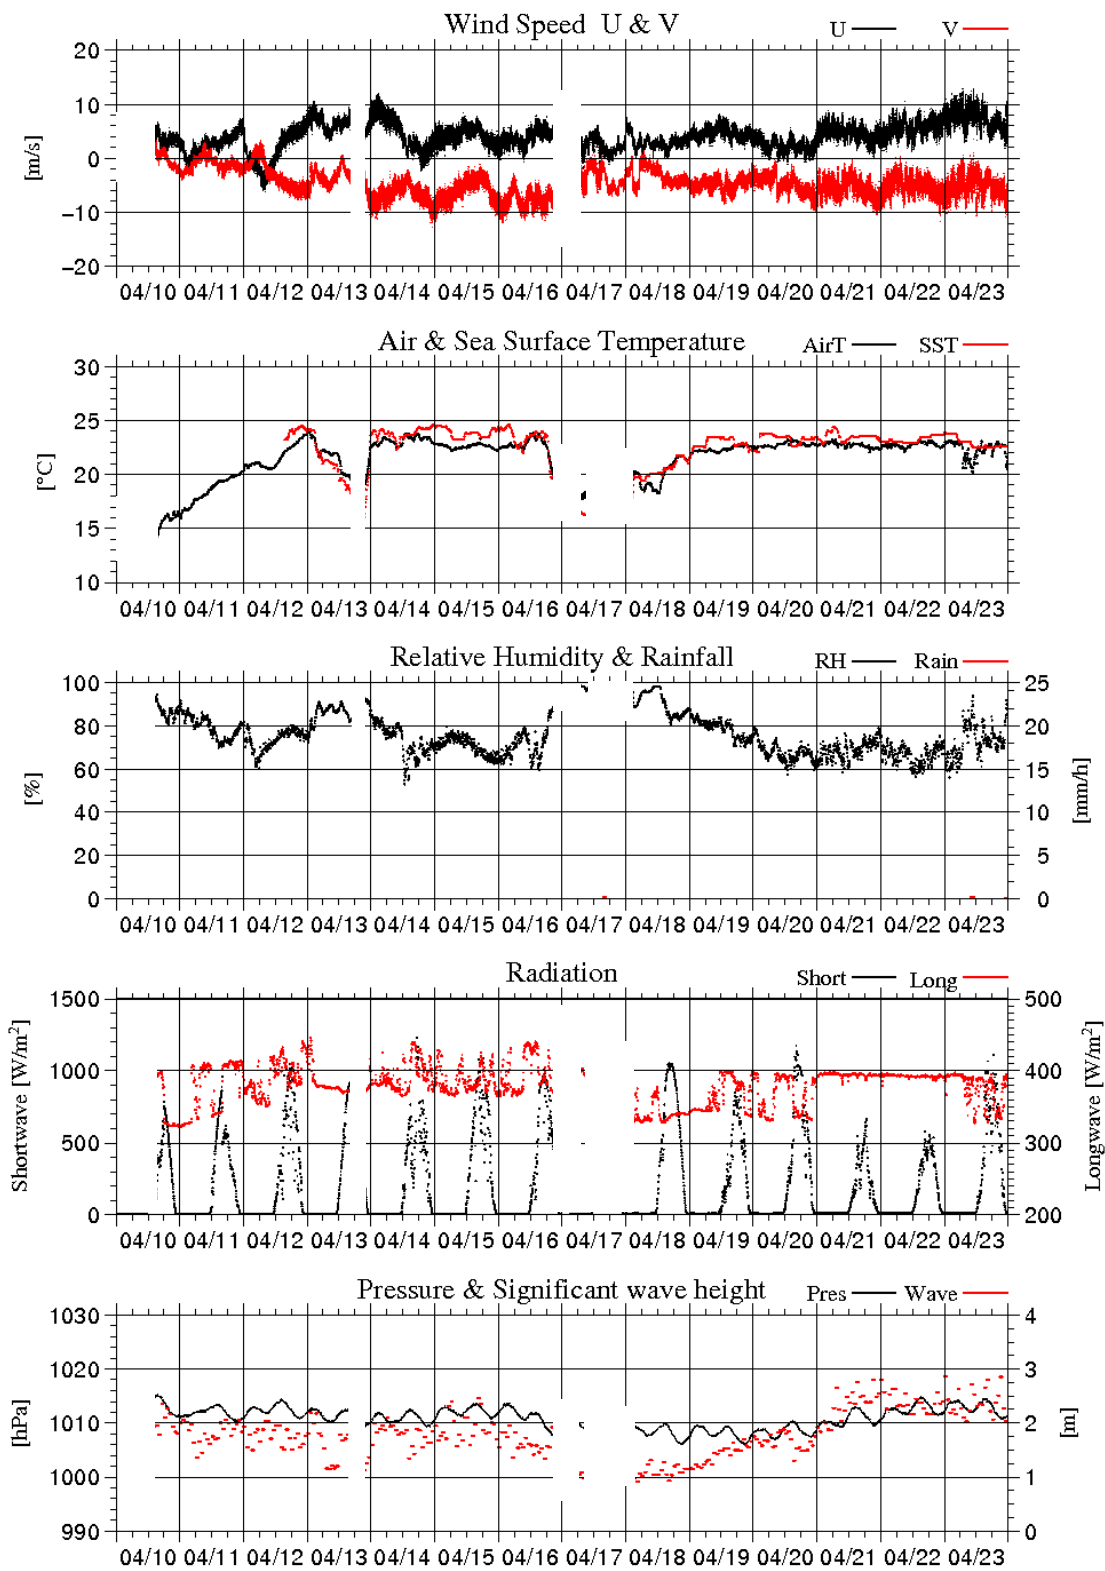 Wind Speed U & V
U V
20
10
0
−10
−20
[m/s]
04/10 04/11 04/12 04/13 04/14 04/15 04/16 04/17 04/18 04/19 04/20 04/21 04/22 04/23
Air & Sea Surface Temperature
AirT SST
30
25
20
15
10
[°C]
04/10 04/11 04/12 04/13 04/14 04/15 04/16 04/17 04/18 04/19 04/20 04/21 04/22 04/23
Relative Humidity & Rainfall
RH Rain
100 25
80 20
60 15
40 10
20 5
0 0
[%]
[mm/h]
04/10 04/11 04/12 04/13 04/14 04/15 04/16 04/17 04/18 04/19 04/20 04/21 04/22 04/23
Radiation
Short Long
1500 500
1000 400
500 300
0 200
Shortwave [W/m²]
Longwave [W/m²]
04/10 04/11 04/12 04/13 04/14 04/15 04/16 04/17 04/18 04/19 04/20 04/21 04/22 04/23
Pressure & Significant wave height
Pres Wave
1030 4
1020 3
1010 2
1000 1
990 0
[hPa]
[m]
04/10 04/11 04/12 04/13 04/14 04/15 04/16 04/17 04/18 04/19 04/20 04/21 04/22 04/23